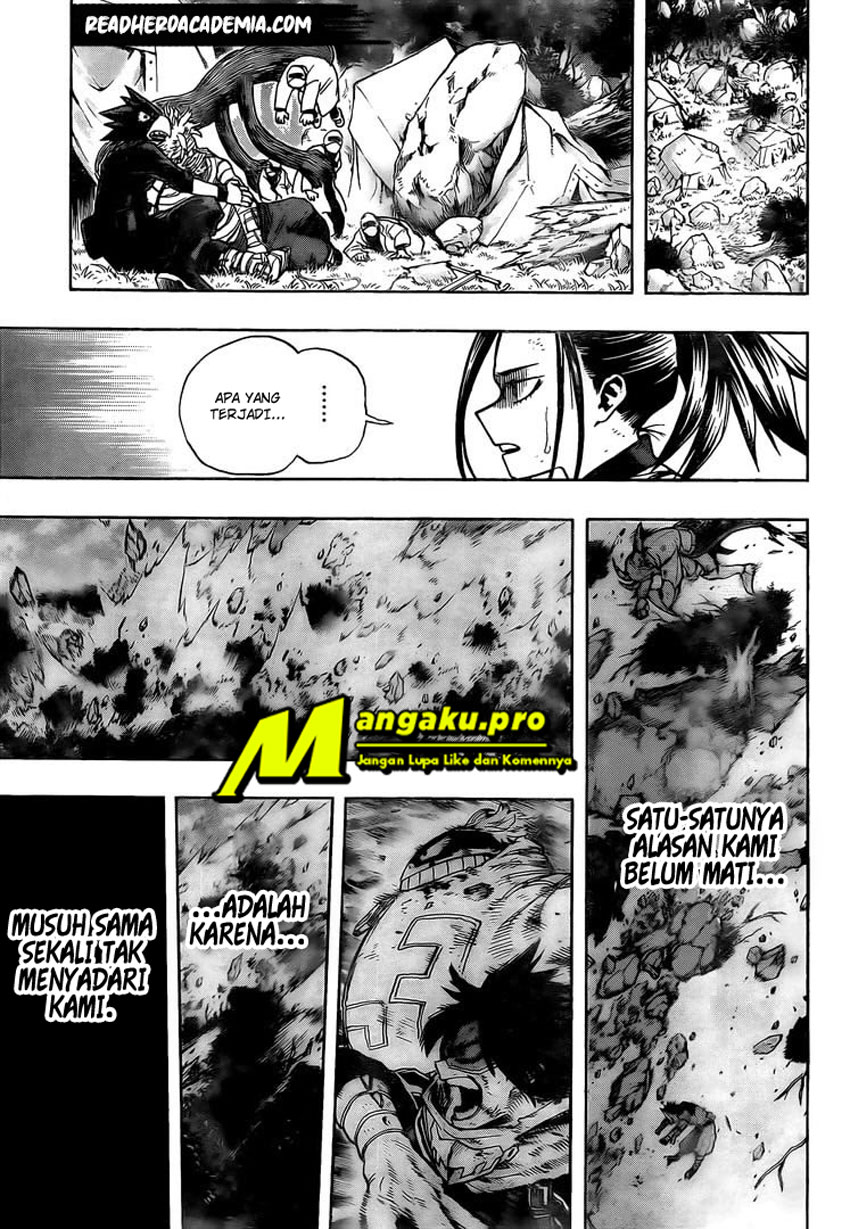 READHEROACADEMIA.COM
......
APA YANG
TERJADI...
Mangaku.pro
Jangan Lupa Like dan Komennya
SATU-SATUNYA
ALASAN KAMI
BELUM MATI...
...ADALAH
KARENA...
MUSUH SAMA
SEKALI TAK
MENYADARI
KAMI.